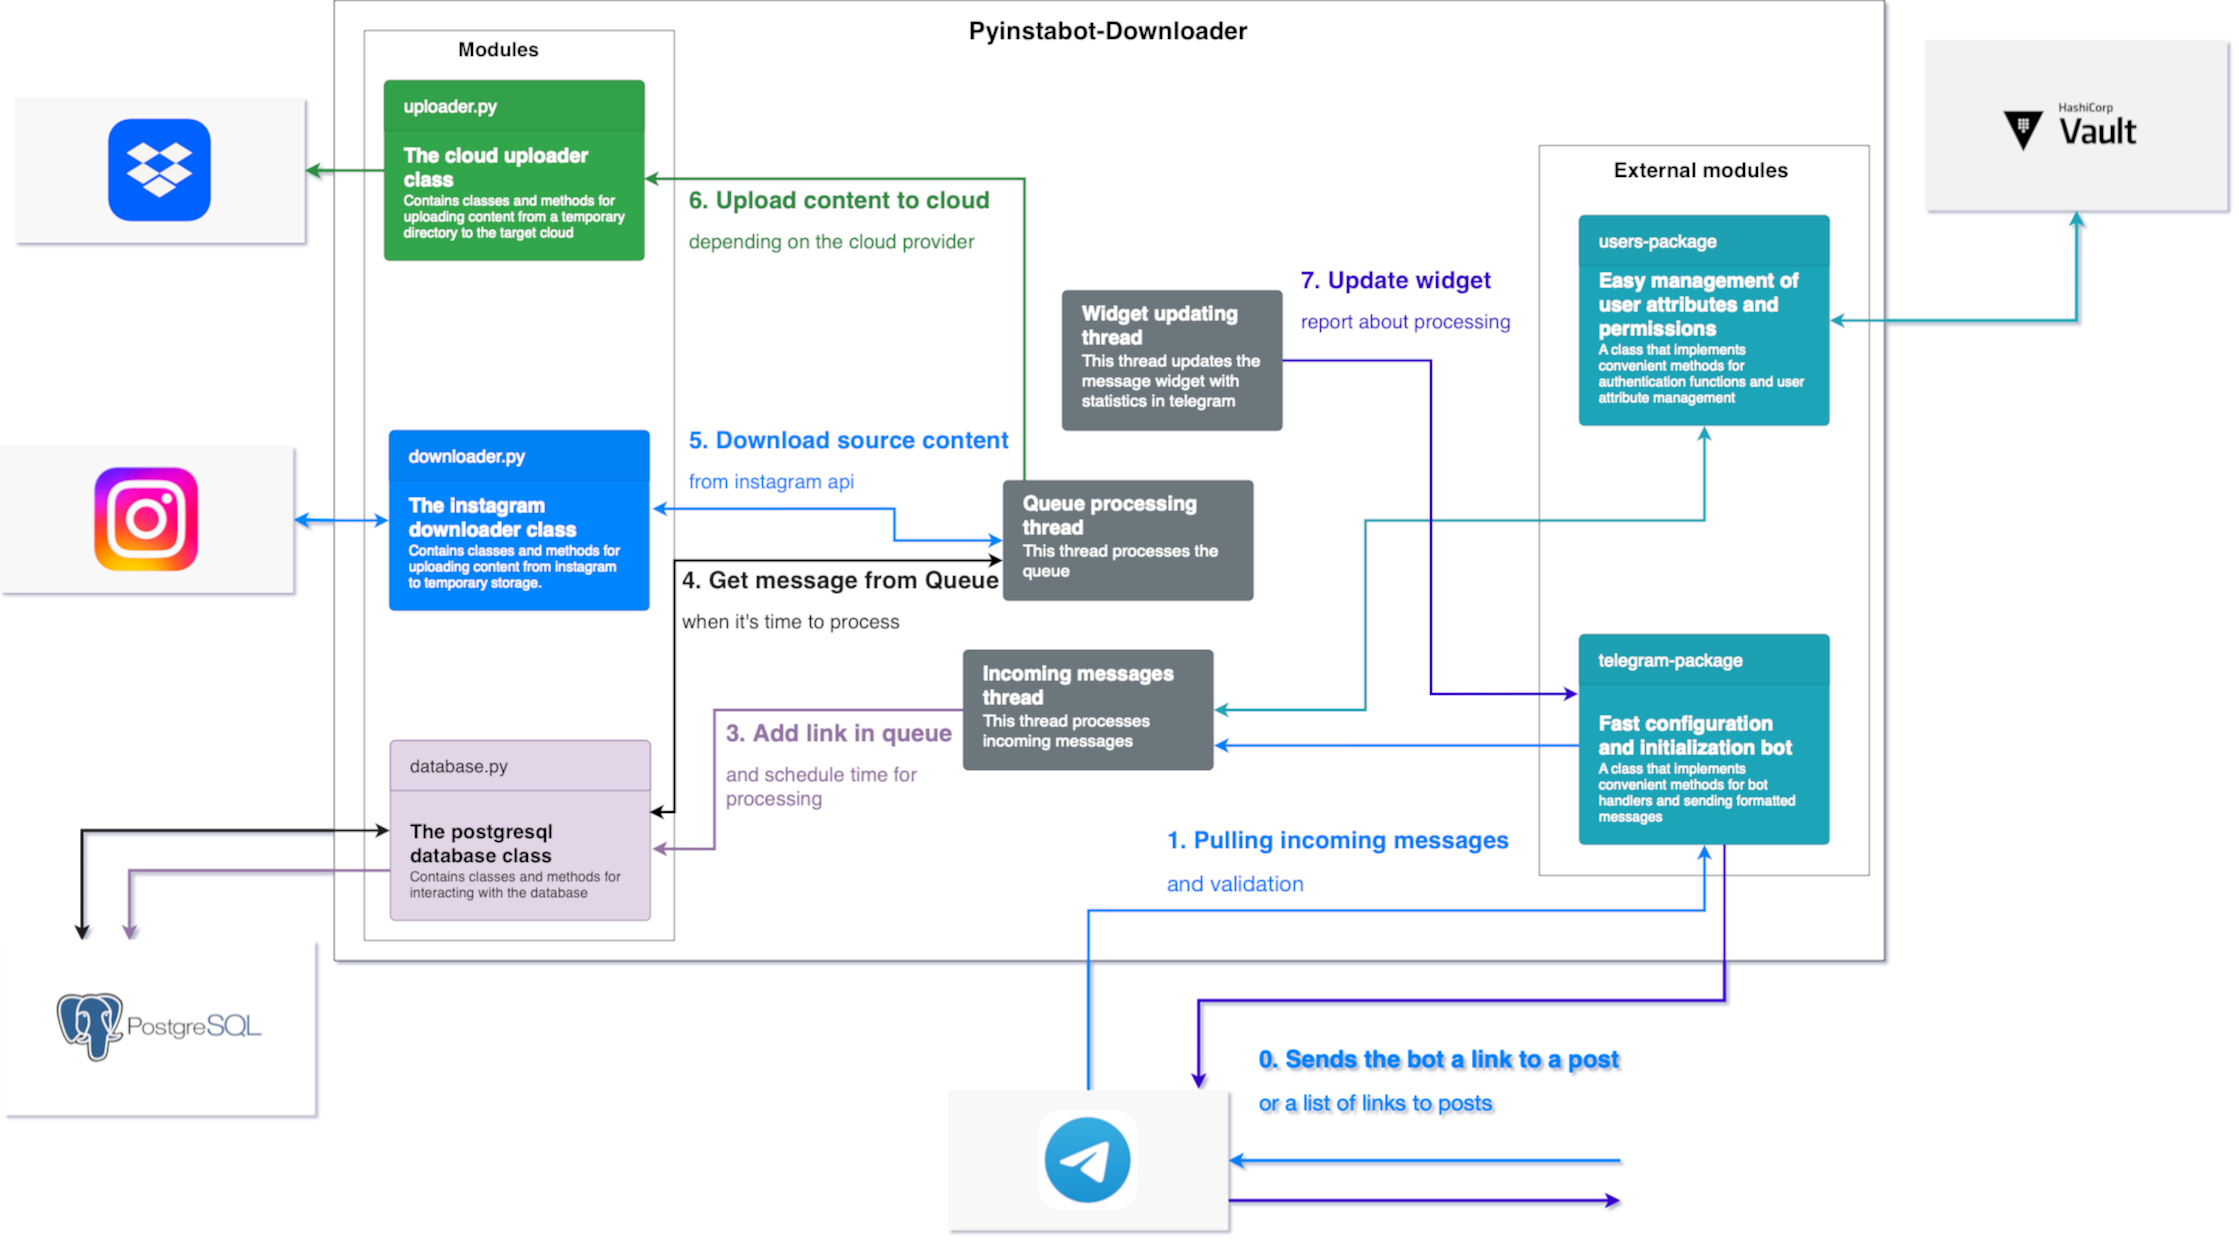 Pyinstabot-Downloader
Modules
uploader.py
The cloud uploader
class
Contains classes and methods for
uploading content from a temporary
directory to the target cloud
6. Upload content to cloud
depending on the cloud provider
downloader.py
The instagram
downloader class
Contains classes and methods for
uploading content from instagram
to temporary storage.
5. Download source content
from instagram api
4. Get message from Queue
when it's time to process
database.py
The postgresql
database class
Contains classes and methods for
interacting with the database
3. Add link in queue
and schedule time for
processing
Widget updating
thread
This thread updates the
message widget with
statistics in telegram
7. Update widget
report about processing
Queue processing
thread
This thread processes the
queue
Incoming messages
thread
This thread processes
incoming messages
1. Pulling incoming messages
and validation
External modules
users-package
Easy management of
user attributes and
permissions
A class that implements
convenient methods for
authentication functions and user
attribute management
telegram-package
Fast configuration
and initialization bot
A class that implements
convenient methods for bot
handlers and sending formatted
messages
HashiCorp
Vault
PostgreSQL
0. Sends the bot a link to a post
or a list of links to posts